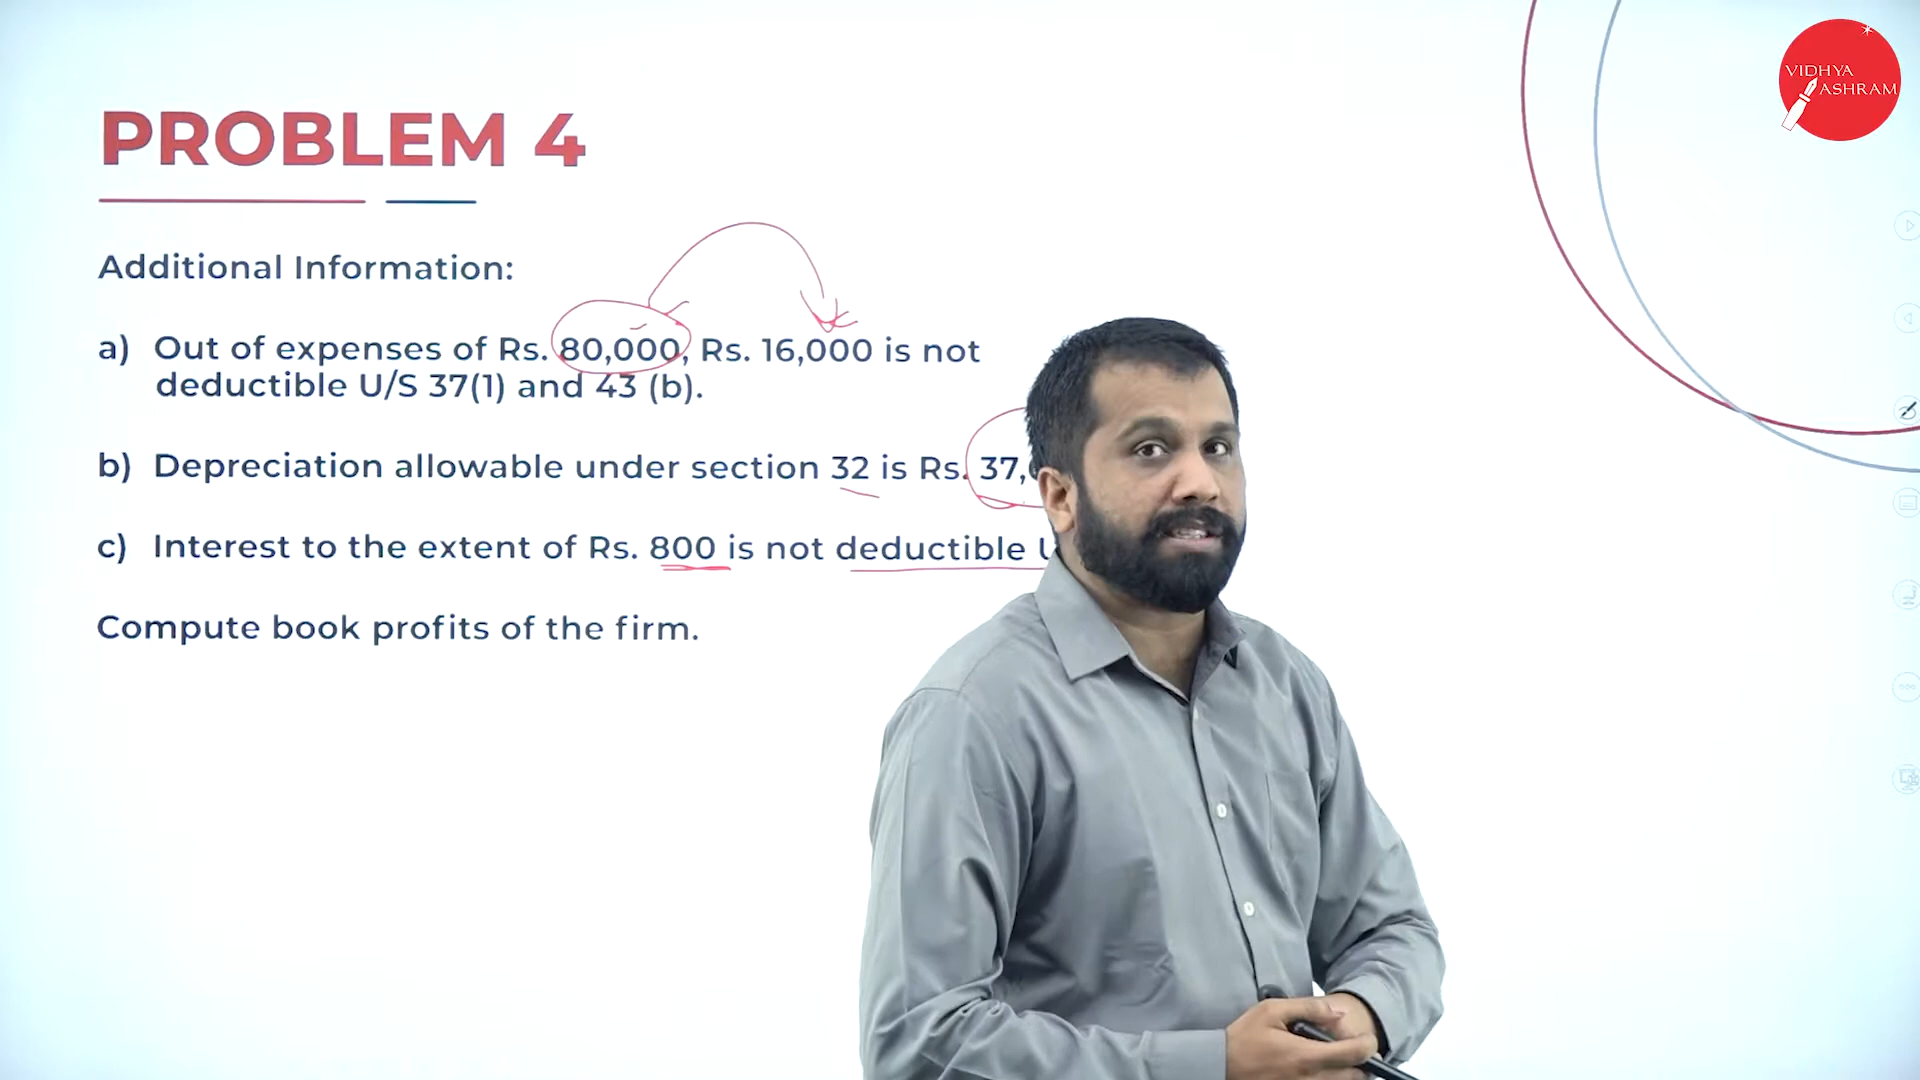 VIDHYA
ASHRAM
PROBLEM 4
Additional Information:
a) Out of expenses of Rs. 80,000, Rs. 16,000 is not
deductible U/S 37(1) and 43 (b).
b) Depreciation allowable under section 32 is Rs. 37,
c) Interest to the extent of Rs. 800 is not deductible
Compute book profits of the firm.